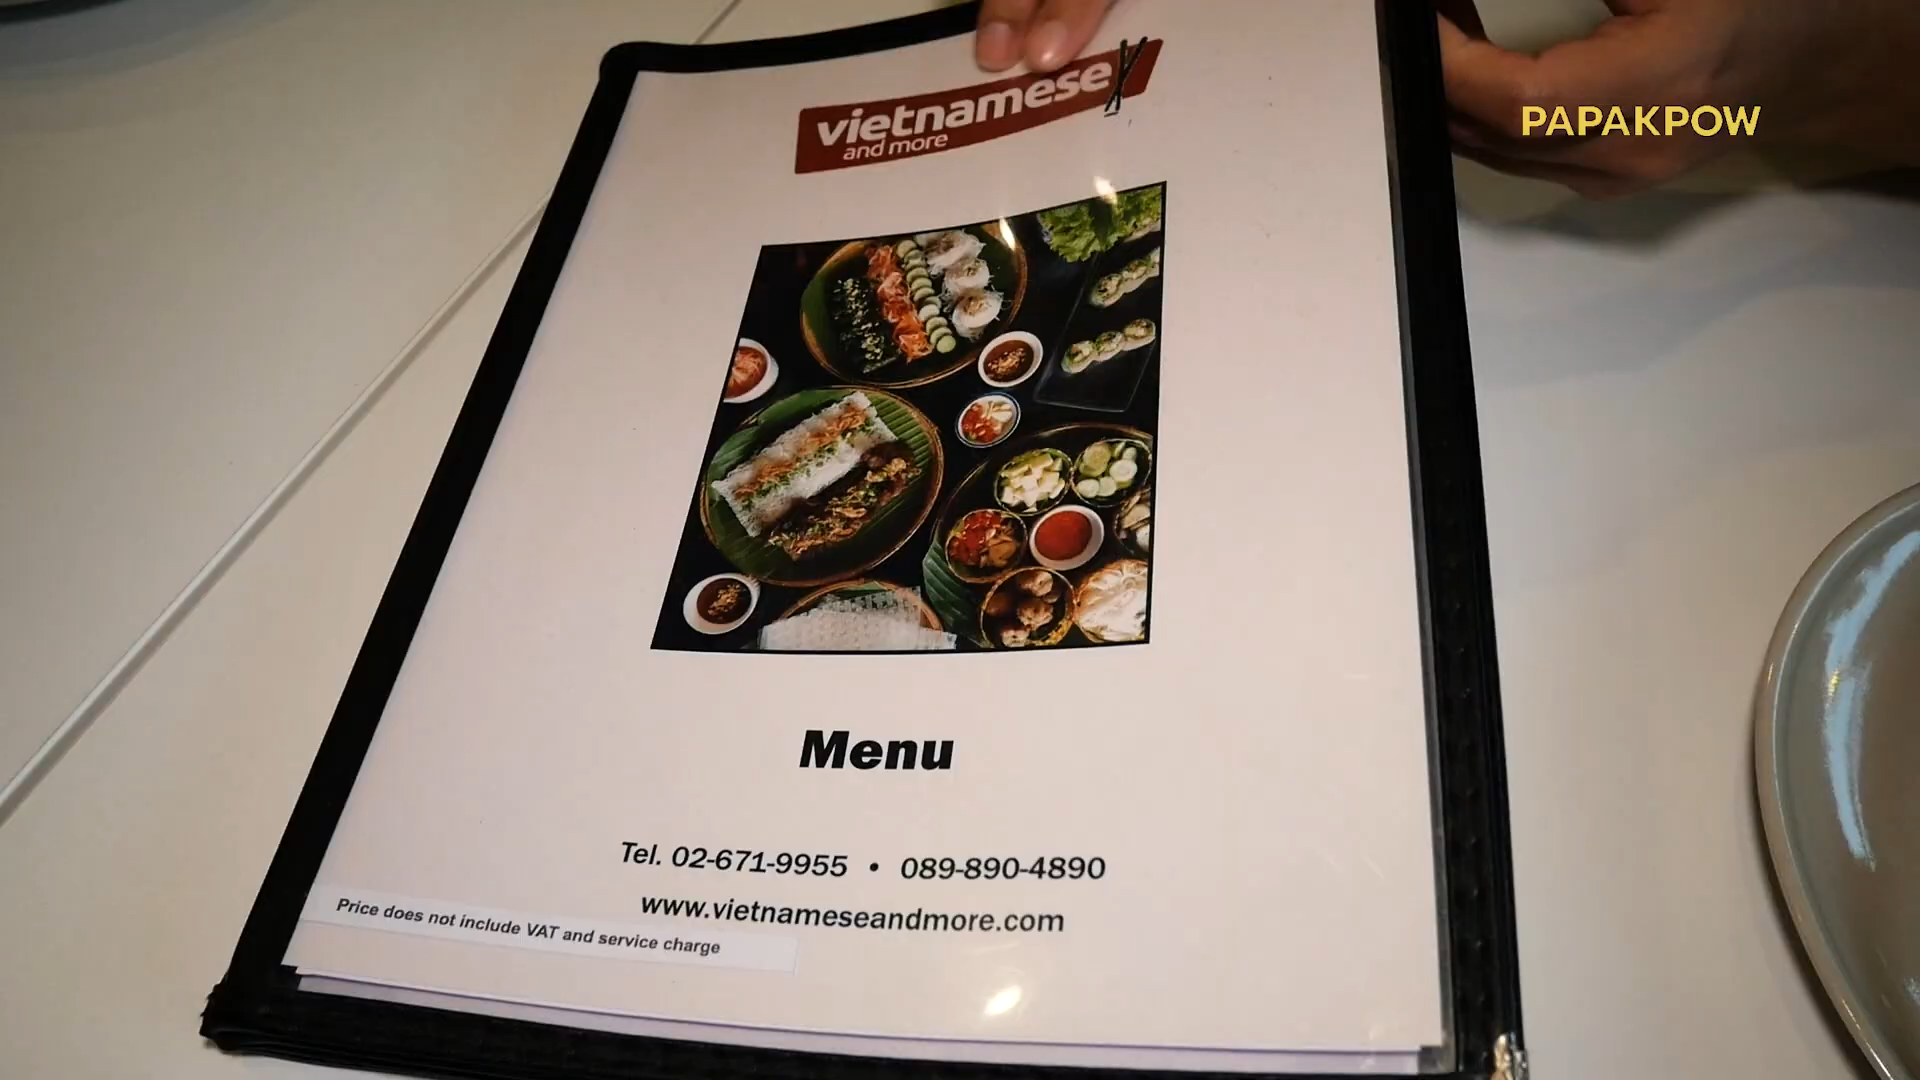 vietnamese
and more
PAPAKPOW
Menu
Tel. 02-671-9955 • 089-890-4890
www.vietnameseandmore.com
Price does not include VAT and service charge